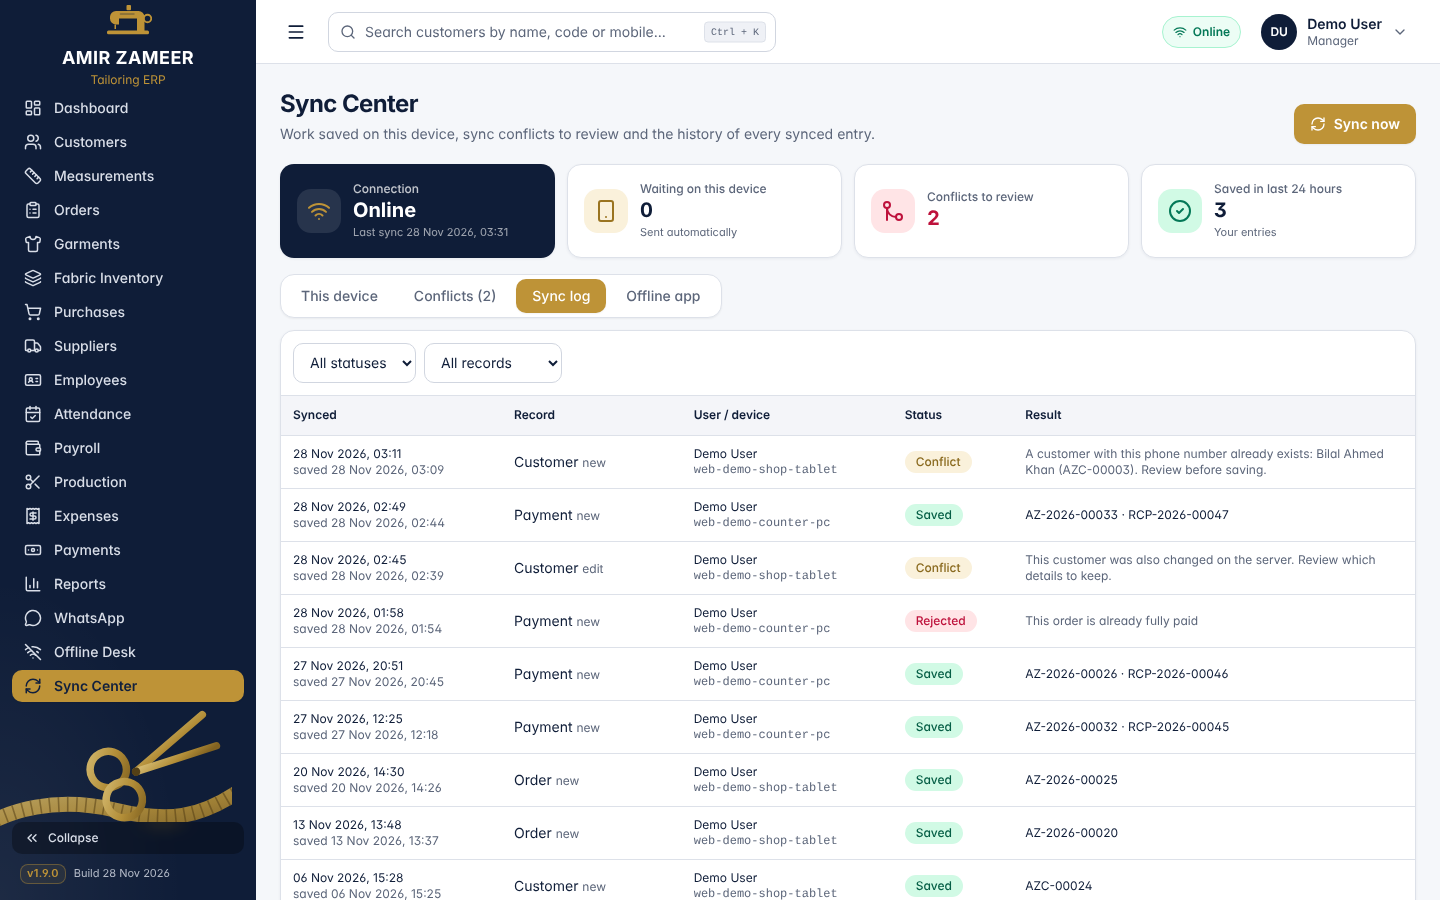 AMIR ZAMEER
Tailoring ERP
Dashboard
Customers
Measurements
Orders
Garments
Fabric Inventory
Purchases
Suppliers
Employees
Attendance
Payroll
Production
Expenses
Payments
Reports
WhatsApp
Offline Desk
Sync Center
Collapse
v1.9.0 Build 28 Nov 2026
Search customers by name, code or mobile... Ctrl + K
Online
DU
Demo User
Manager
Sync Center
Work saved on this device, sync conflicts to review and the history of every synced entry.
Sync now
Connection
Online
Last sync 28 Nov 2026, 03:31
Waiting on this device
0
Sent automatically
Conflicts to review
2
Saved in last 24 hours
3
Your entries
This device Conflicts (2) Sync log Offline app
All statuses All records
Synced Record User / device Status Result
28 Nov 2026, 03:11
saved 28 Nov 2026, 03:09
Customer new
Demo User
web-demo-shop-tablet
Conflict
A customer with this phone number already exists: Bilal Ahmed
Khan (AZC-00003). Review before saving.
28 Nov 2026, 02:49
saved 28 Nov 2026, 02:44
Payment new
Demo User
web-demo-counter-pc
Saved
AZ-2026-00033 · RCP-2026-00047
28 Nov 2026, 02:45
saved 28 Nov 2026, 02:39
Customer edit
Demo User
web-demo-shop-tablet
Conflict
This customer was also changed on the server. Review which
details to keep.
28 Nov 2026, 01:58
saved 28 Nov 2026, 01:54
Payment new
Demo User
web-demo-counter-pc
Rejected
This order is already fully paid
27 Nov 2026, 20:51
saved 27 Nov 2026, 20:45
Payment new
Demo User
web-demo-counter-pc
Saved
AZ-2026-00026 · RCP-2026-00046
27 Nov 2026, 12:25
saved 27 Nov 2026, 12:18
Payment new
Demo User
web-demo-counter-pc
Saved
AZ-2026-00032 · RCP-2026-00045
20 Nov 2026, 14:30
saved 20 Nov 2026, 14:26
Order new
Demo User
web-demo-shop-tablet
Saved
AZ-2026-00025
13 Nov 2026, 13:48
saved 13 Nov 2026, 13:37
Order new
Demo User
web-demo-shop-tablet
Saved
AZ-2026-00020
06 Nov 2026, 15:28
saved 06 Nov 2026, 15:25
Customer new
Demo User
web-demo-shop-tablet
Saved
AZC-00024